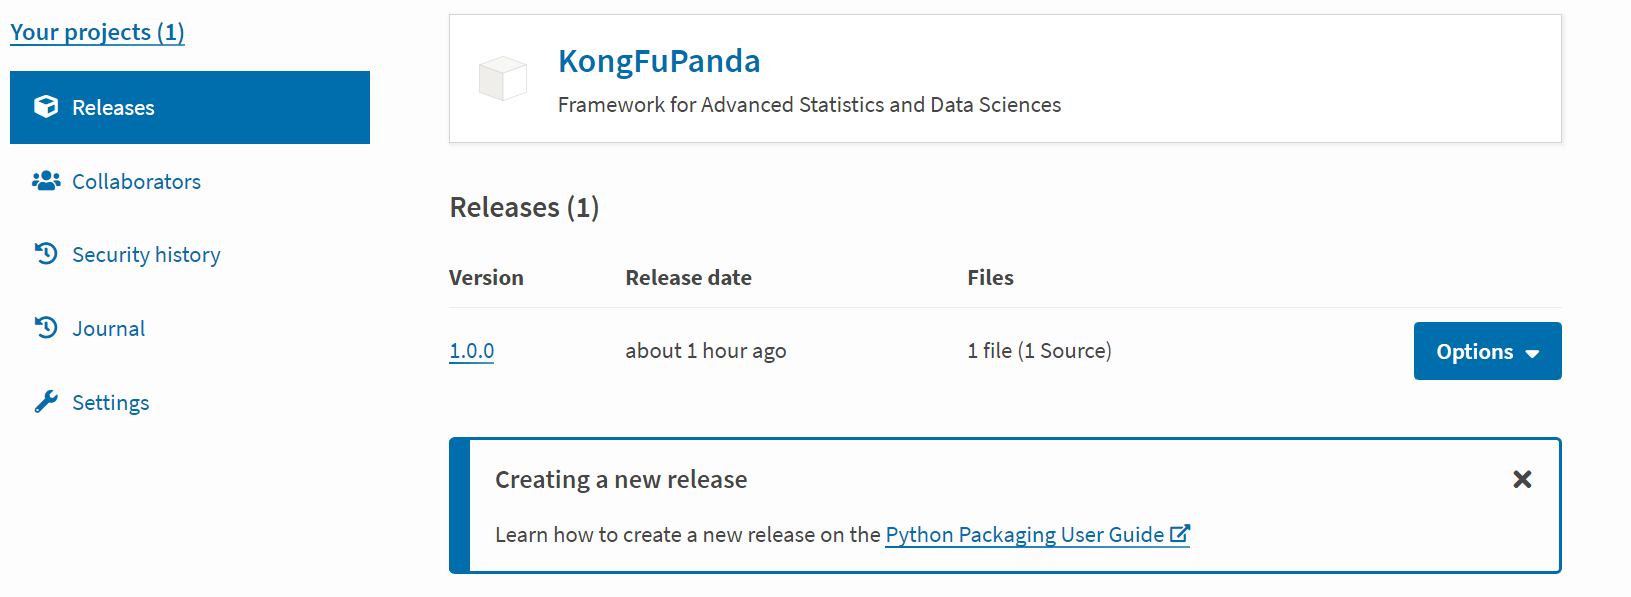 Your projects (1)
Releases
Collaborators
Security history
Journal
Settings
KongFuPanda
Framework for Advanced Statistics and Data Sciences
Releases (1)
Version Release date Files
1.0.0 about 1 hour ago 1 file (1 Source) Options
Creating a new release
Learn how to create a new release on the Python Packaging User Guide